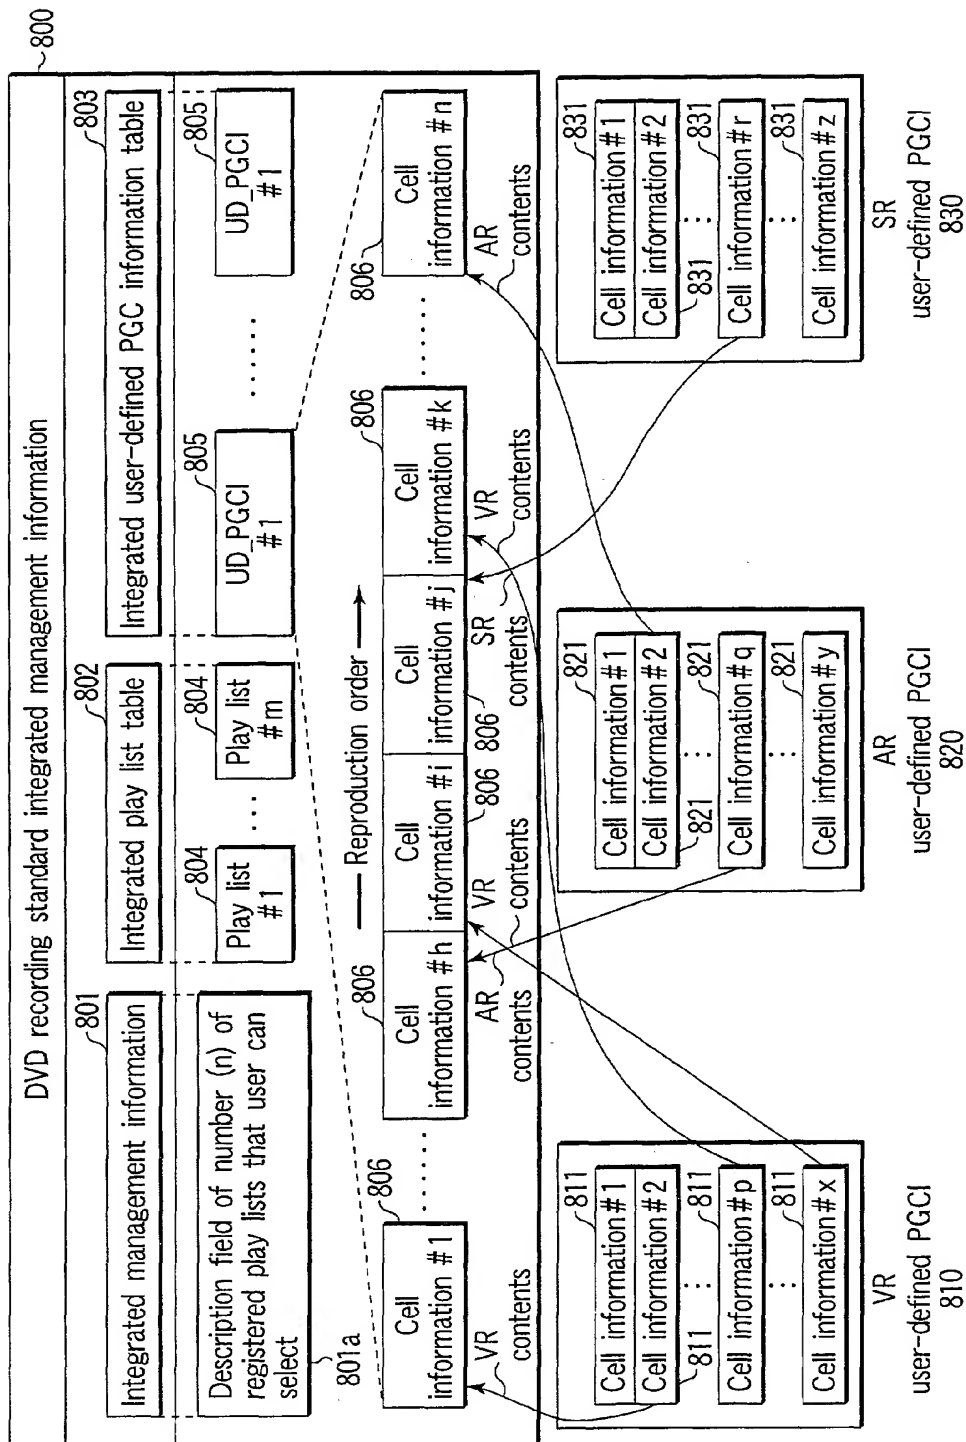 DVD recording standard integrated management information
800
Integrated management information
801
Integrated play list table
802
Integrated user-defined PGC information table
803
Description field of number (n) of
registered play lists that user can
select
801a
Play list
#1
804
......
Play list
#m
804
UD_PGCI
#1
805
......
UD_PGCI
#1
805
Reproduction order
Cell
information #1
806
......
Cell
information #h
806
Cell
information #i
806
Cell
information #j
806
Cell
information #k
806
......
Cell
information #n
806
VR
contents
AR
contents
VR
SR
contents
VR
contents
AR
contents
Cell information#1
811
Cell information#2
811
Cell information#p
811
Cell information#x
811
VR
user-defined PGCI
810
Cell information#1
821
Cell information#2
821
Cell information#q
821
Cell information#y
821
AR
user-defined PGCI
820
Cell information#1
831
Cell information#2
831
Cell information#r
831
Cell information#z
831
SR
user-defined PGCI
830